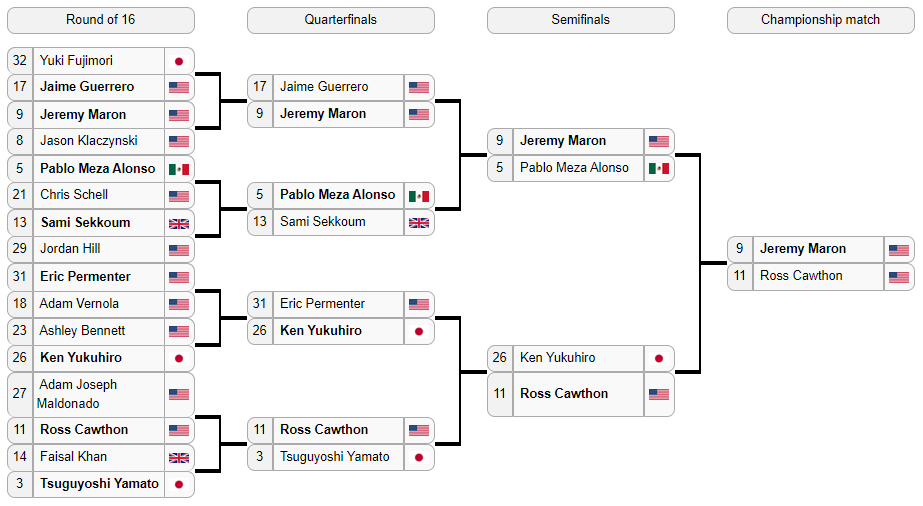 Round of 16
Quarterfinals
Semifinals
Championship match
32 Yuki Fujimori
17 Jaime Guerrero
9 Jeremy Maron
8 Jason Klaczynski
5 Pablo Meza Alonso
21 Chris Schell
13 Sami Sekkoum
29 Jordan Hill
31 Eric Permenter
18 Adam Vernola
23 Ashley Bennett
26 Ken Yukuhiro
27 Adam Joseph
Maldonado
11 Ross Cawthon
14 Faisal Khan
3 Tsuguyoshi Yamato
17 Jaime Guerrero
9 Jeremy Maron
5 Pablo Meza Alonso
13 Sami Sekkoum
31 Eric Permenter
26 Ken Yukuhiro
11 Ross Cawthon
3 Tsuguyoshi Yamato
9 Jeremy Maron
5 Pablo Meza Alonso
26 Ken Yukuhiro
11 Ross Cawthon
9 Jeremy Maron
11 Ross Cawthon